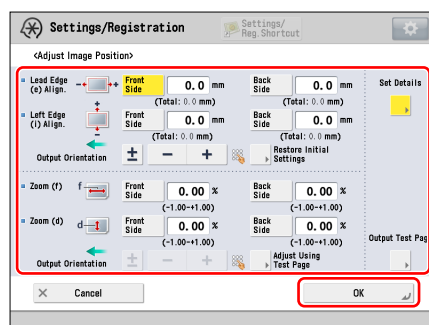 Settings/Registration
Settings/
Reg.Shortcut
<Adjust Image Position>
Lead Edge
(e) Align.
- +
Front
Side
0.0 mm
(Total: 0.0 mm)
Back
Side
0.0 mm
(Total: 0.0 mm)
Set Details
Left Edge
(i) Align.
+
-
Front
Side
0.0 mm
(Total: 0.0 mm)
Back
Side
0.0 mm
(Total: 0.0 mm)
Output Orientation
± - +
Restore Initial
Settings
Zoom (f) f
Front
Side
0.00 %
(-1.00~+1.00)
Back
Side
0.00 %
(-1.00~+1.00)
Zoom (d) d
Front
Side
0.00 %
(-1.00~+1.00)
Back
Side
0.00 %
(-1.00~+1.00)
Output Test Pag
Output Orientation
± - +
Adjust Using
Test Page
× Cancel
OK